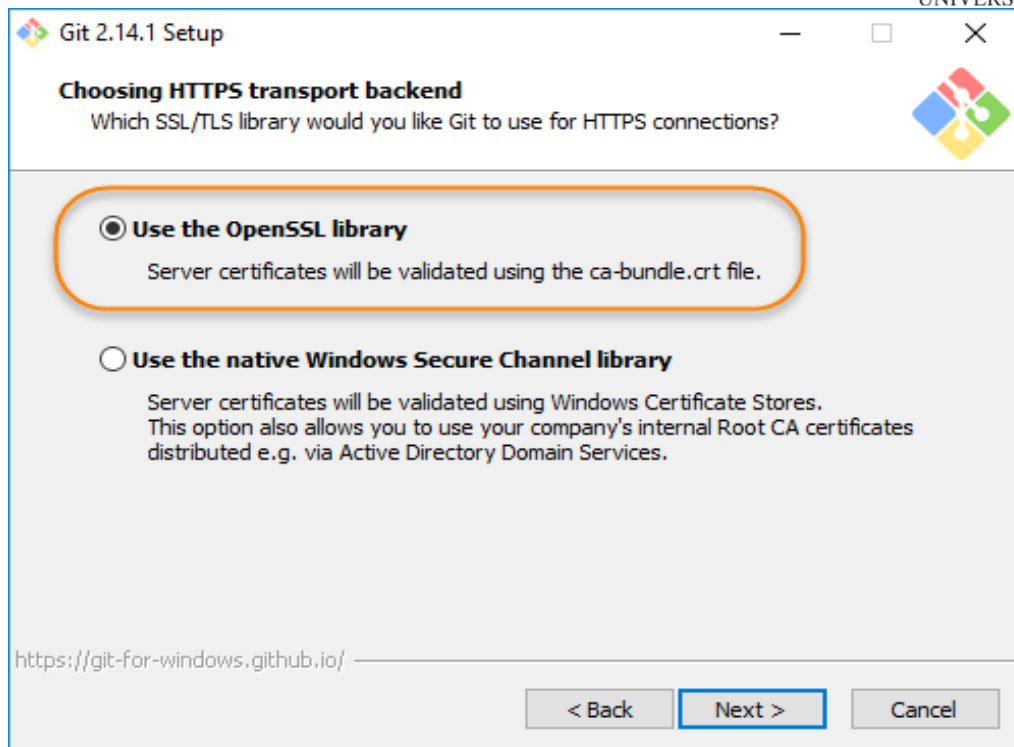 UNIVERS
Git 2.14.1 Setup
Choosing HTTPS transport backend
Which SSL/TLS library would you like Git to use for HTTPS connections?
Use the OpenSSL library
Server certificates will be validated using the ca-bundle.crt file.
Use the native Windows Secure Channel library
Server certificates will be validated using Windows Certificate Stores.
This option also allows you to use your company's internal Root CA certificates
distributed e.g. via Active Directory Domain Services.
https://git-for-windows.github.io/
< Back Next > Cancel